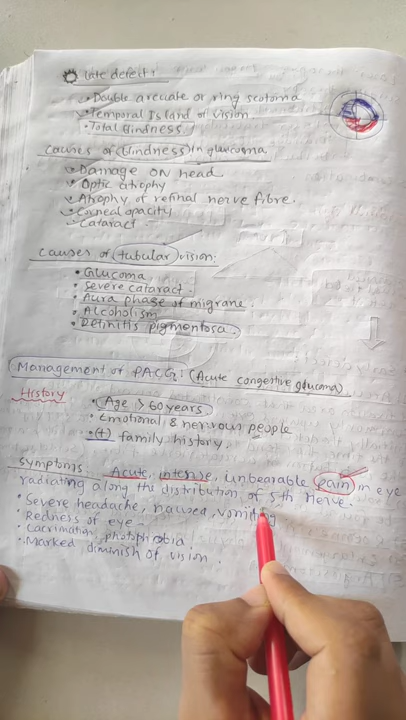 Late defect:
Double arcuate or ring scotoma
Temporal Island of vision
Total Blindness
causes of blindness in glucoma
Damage ON head
Optic atrophy
Atrophy of retinal nerve fibre.
Corneal opacity
Cataract
causes of tubular vision:
Glucoma
severe cataract.
Aura phase of migrane.
Alcoholism
Retinitis pigmentosa.
Management of PACG: (Acute congestive glucoma).
History
Age > 60 years
emotional & nervous people
(+) family history
symptoms: Acute, intense, unbearable pain in eye
radiating along the distribution of 5th nerve.
Severe headache, nausea, vomiting
Redness of eye
Lacrimation, photophobia
Marked diminish of vision.